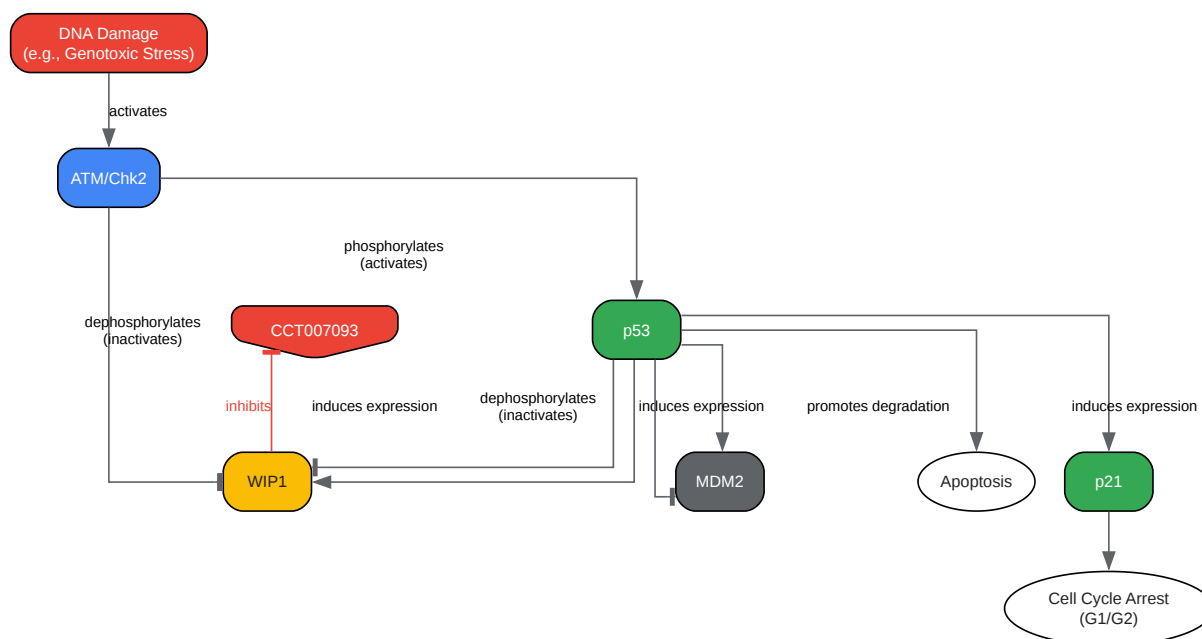 DNA Damage
(e.g., Genotoxic Stress)
activates
ATM/Chk2
phosphorylates
(activates)
dephosphorylates
(inactivates)
CCT007093
p53
inhibits
induces expression
dephosphorylates
(inactivates)
induces expression
promotes degradation
induces expression
WIP1
MDM2
Apoptosis
p21
Cell Cycle Arrest
(G1/G2)